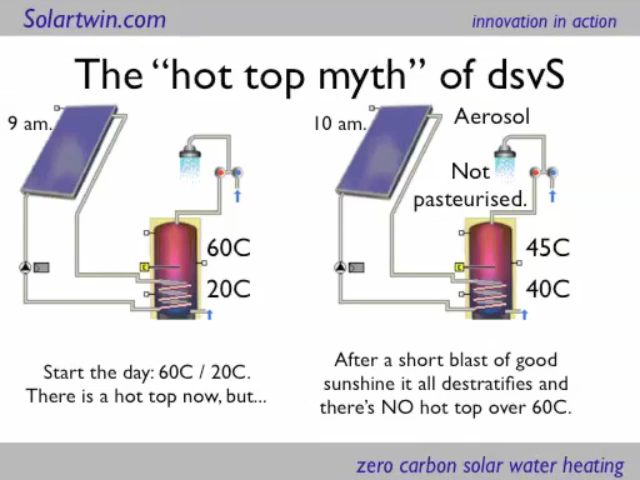 Solartwin.com
innovation in action
The “hot top myth” of dsvS
9 am.
60C
20C
Start the day: 60C / 20C.
There is a hot top now, but...
10 am.
Aerosol
Not
pasteurised.
45C
40C
After a short blast of good
sunshine it all destratifies and
there's NO hot top over 60C.
zero carbon solar water heating